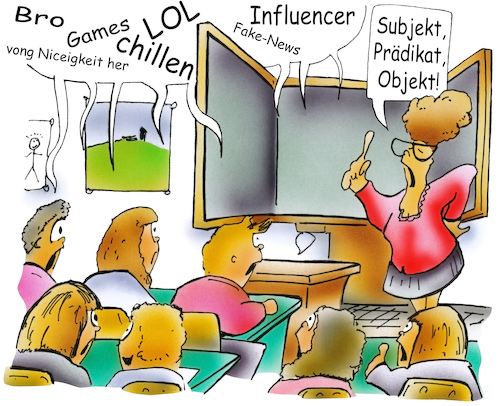 Bro
Games
LOL
chillen
vong Niceigkeit her
Influencer
Fake-News
Subjekt,
Prädikat,
Objekt!